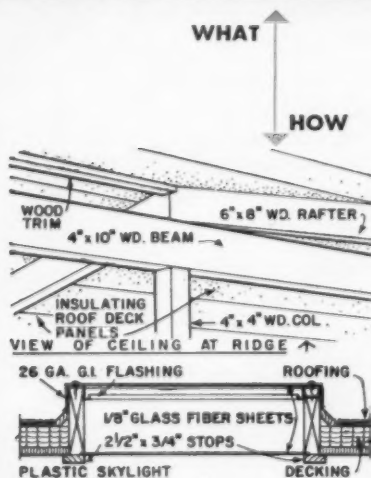 WHAT
HOW
WOOD TRIM
6"x 8" WD. RAFTER
4"x 10" WD. BEAM
INSULATING
ROOF DECK
PANELS
4"x 4" WD. COL
VIEW OF CEILING AT RIDGE
26 GA. G.I. FLASHING
ROOFING
1/8" GLASS FIBER SHEETS
2 1/2" x 3/4" STOPS
PLASTIC SKYLIGHT
DECKING